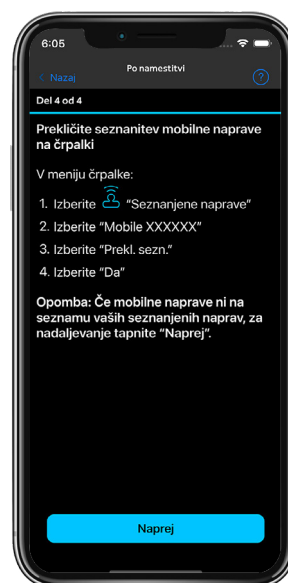 6:05
Nazaj
Po namestitvi
?
Del 4 od 4
Prekličite seznanitev mobilne naprave
na črpalki
V meniju črpalke:
1. Izberite "Seznanjene naprave"
2. Izberite "Mobile XXXXXX"
3. Izberite "Prekl. sezn."
4. Izberite "Da"
Opomba: Če mobilne naprave ni na
seznamu vaših seznanjenih naprav, za
nadaljevanje tapnite "Naprej".
Naprej